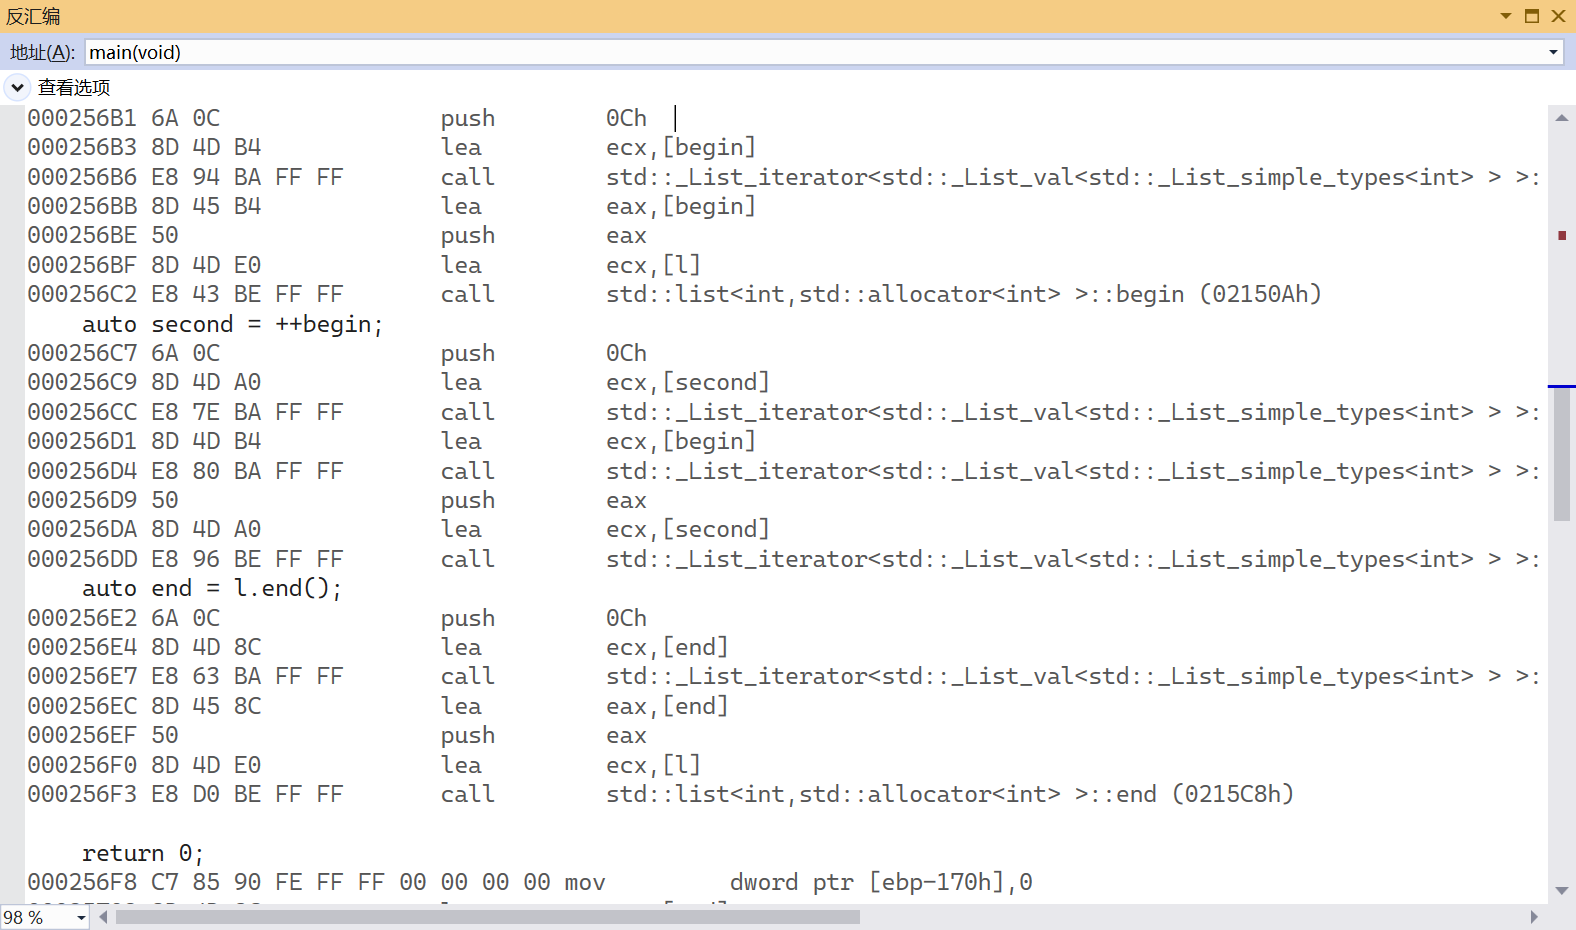 反汇编
地址(A): main(void)
查看选项
000256B1 6A 0C push 0Ch
000256B3 8D 4D B4 lea ecx,[begin]
000256B6 E8 94 BA FF FF call std::_List_iterator<std::_List_val<std::_List_simple_types<int> > >:
000256BB 8D 45 B4 lea eax,[begin]
000256BE 50 push eax
000256BF 8D 4D E0 lea ecx,[l]
000256C2 E8 43 BE FF FF call std::list<int,std::allocator<int> >::begin (02150Ah)
auto second = ++begin;
000256C7 6A 0C push 0Ch
000256C9 8D 4D A0 lea ecx,[second]
000256CC E8 7E BA FF FF call std::_List_iterator<std::_List_val<std::_List_simple_types<int> > >:
000256D1 8D 4D B4 lea ecx,[begin]
000256D4 E8 80 BA FF FF call std::_List_iterator<std::_List_val<std::_List_simple_types<int> > >:
000256D9 50 push eax
000256DA 8D 4D A0 lea ecx,[second]
000256DD E8 96 BE FF FF call std::_List_iterator<std::_List_val<std::_List_simple_types<int> > >:
auto end = l.end();
000256E2 6A 0C push 0Ch
000256E4 8D 4D 8C lea ecx,[end]
000256E7 E8 63 BA FF FF call std::_List_iterator<std::_List_val<std::_List_simple_types<int> > >:
000256EC 8D 45 8C lea eax,[end]
000256EF 50 push eax
000256F0 8D 4D E0 lea ecx,[l]
000256F3 E8 D0 BE FF FF call std::list<int,std::allocator<int> >::end (0215C8h)
return 0;
000256F8 C7 85 90 FE FF FF 00 00 00 00 mov dword ptr [ebp-170h],0
98 %